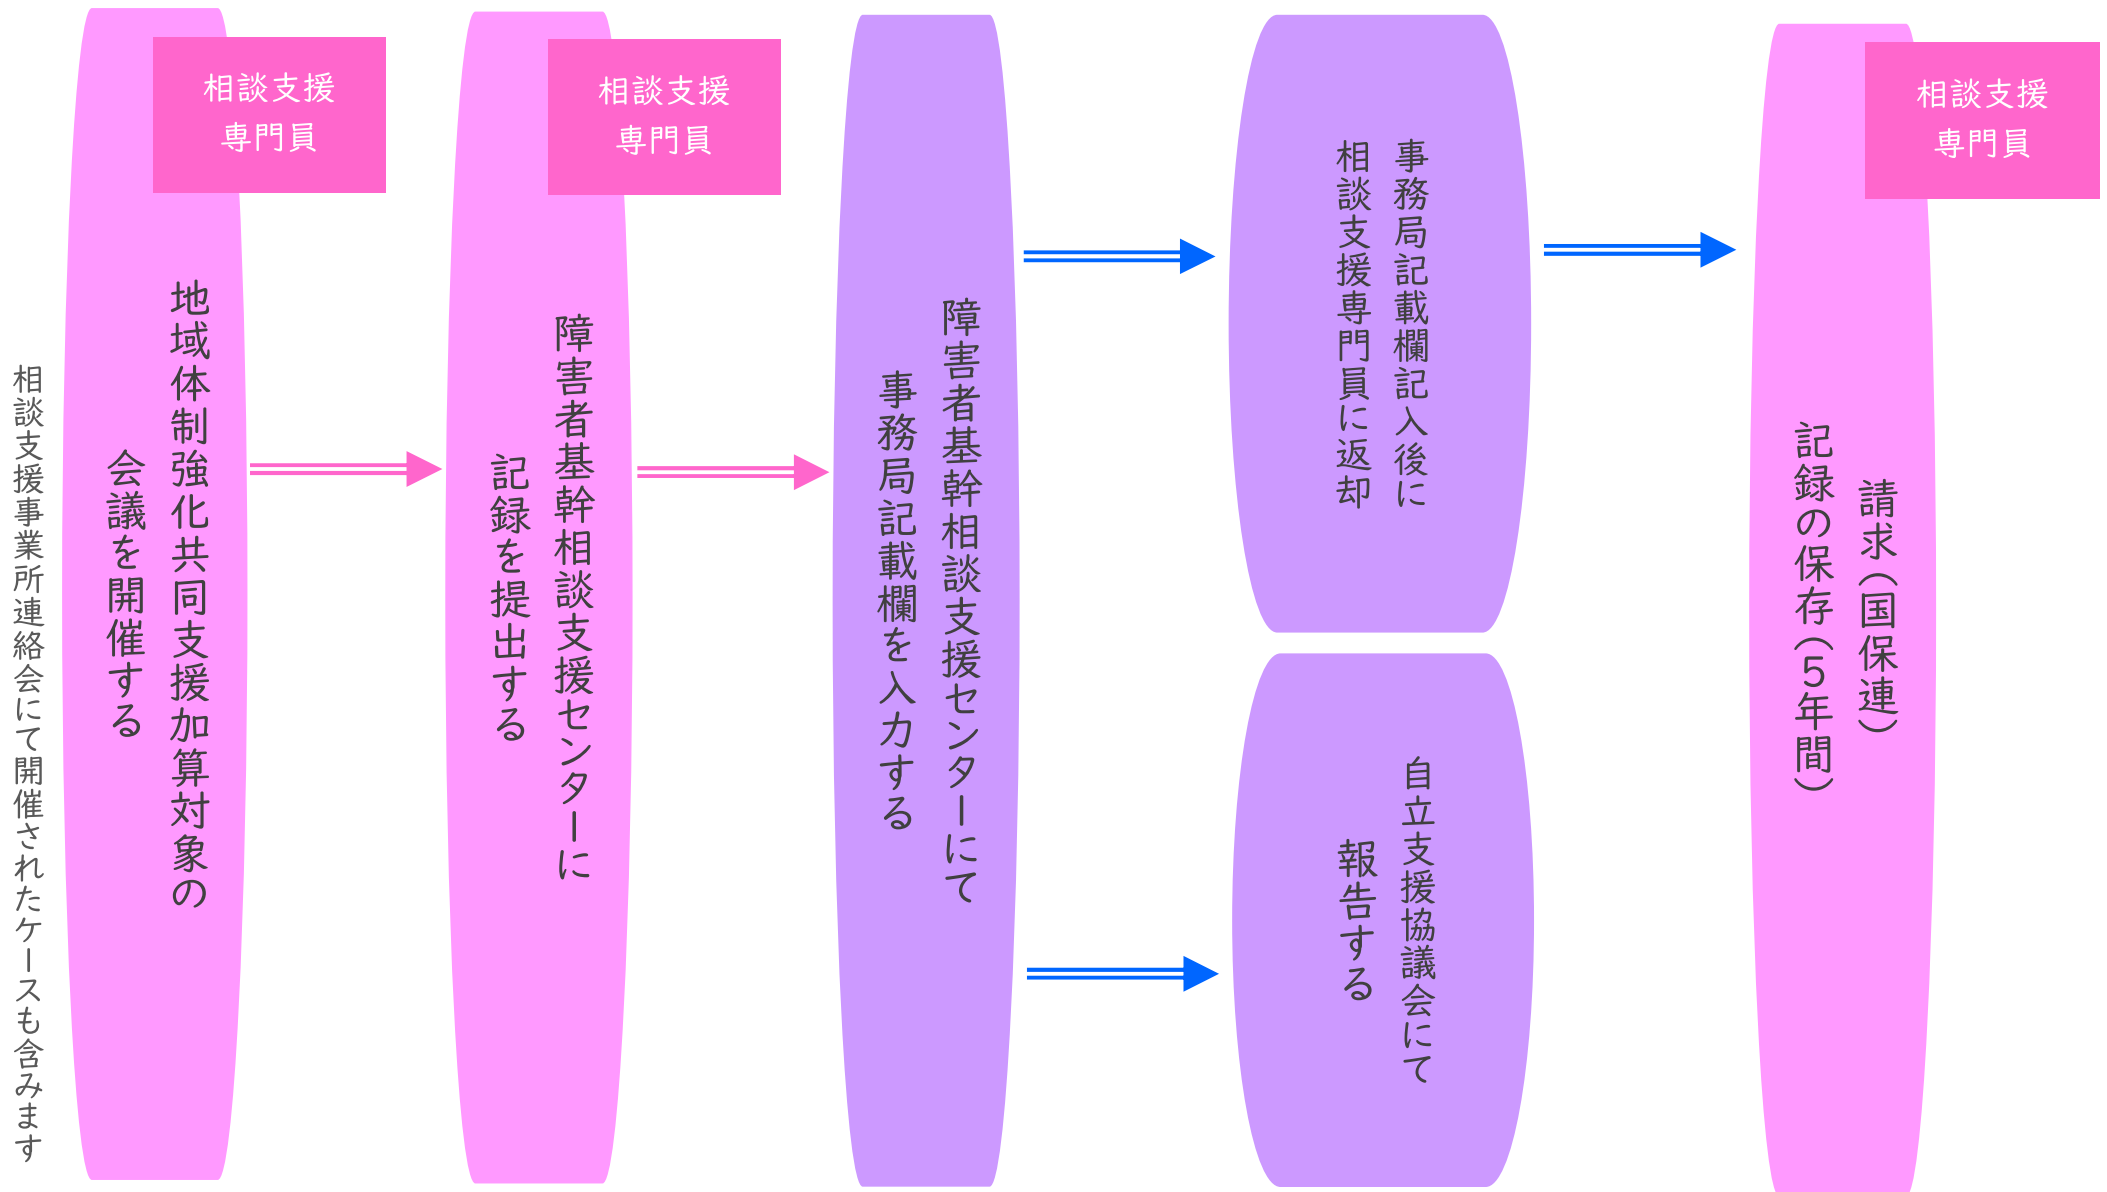 相談支援
専門員
地域体制強化共同支援加算対象の
会議を開催する
相談支援事業所連絡会にて開催されたケースも含みます
相談支援
専門員
障害者基幹相談支援センターに
記録を提出する
障害者基幹相談支援センターにて
事務局記載欄を入力する
事務局記載欄記入後に
相談支援専門員に返却
自立支援協議会にて
報告する
相談支援
専門員
請求（国保連）
記録の保存（５年間）